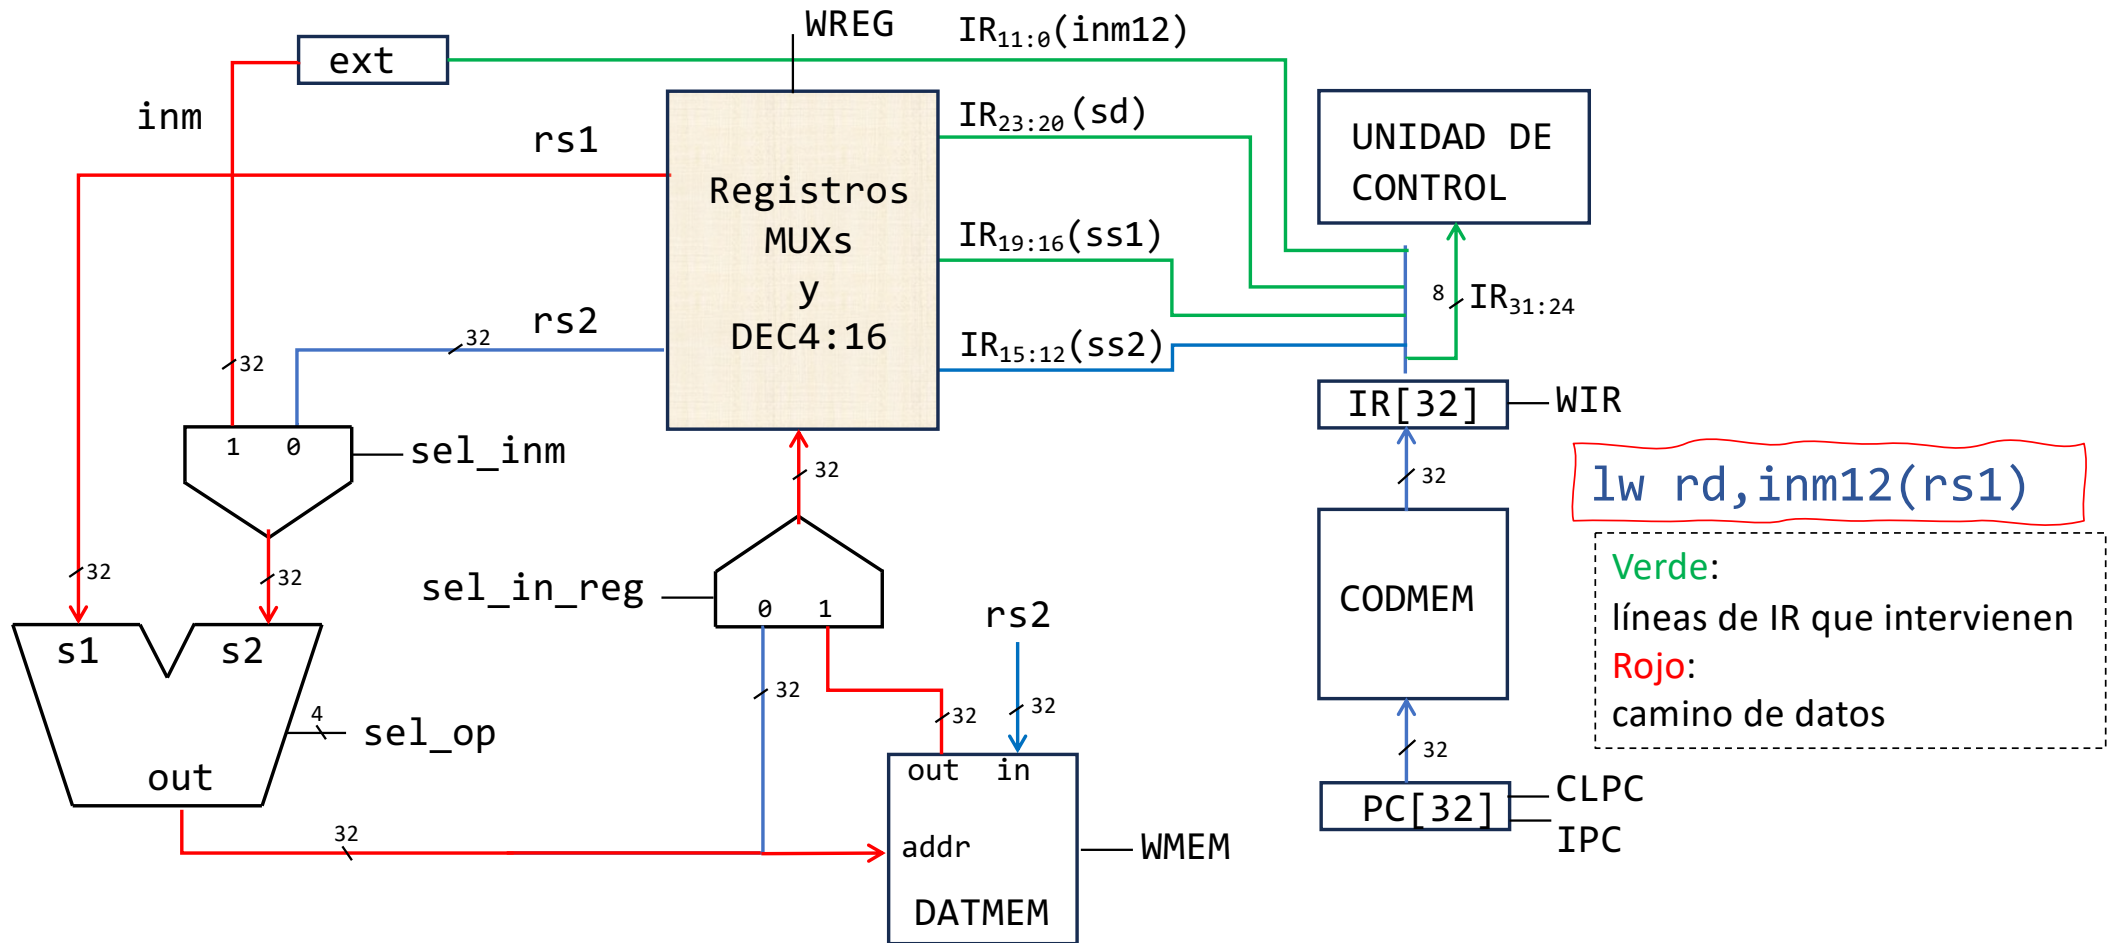 WREG
IR11:0(inm12)
ext
inm
rs1
IR23:20(sd)
UNIDAD DE
CONTROL
Registros
MUXs
y
DEC4:16
IR19:16(ss1)
8
IR31:24
rs2
32
IR15:12(ss2)
32
IR[32]
WIR
1
0
sel_inm
32
32
lw rd,inm12(rs1)
32
32
sel_in_reg
0
1
rs2
CODMEM
Verde:
líneas de IR que intervienen
Rojo:
camino de datos
s1
s2
4
sel_op
32
32
32
32
out
out
in
PC[32]
CLPC
IPC
32
addr
WMEM
DATMEM